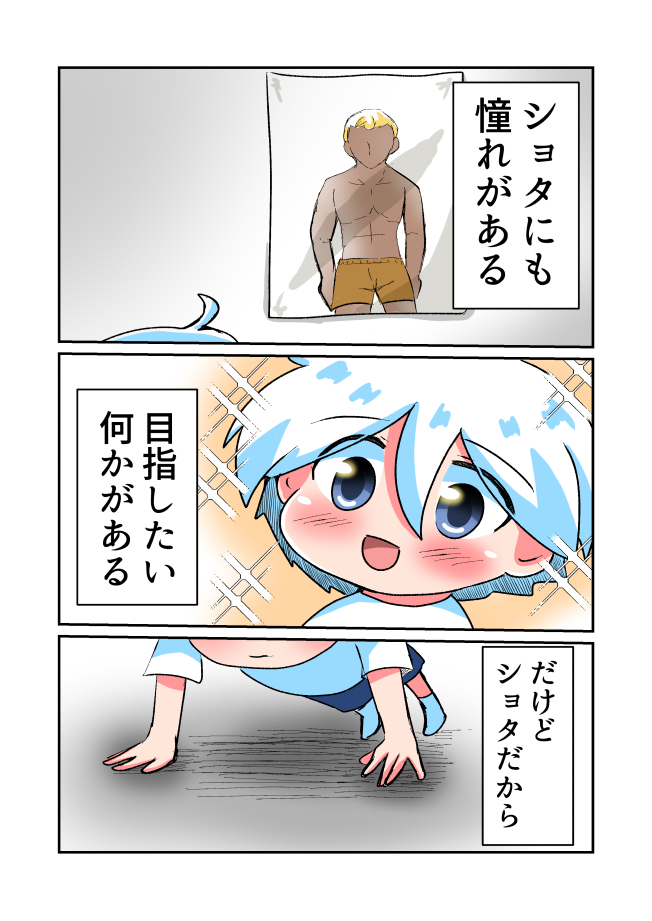 ショタにも
憧れがある
目指したい
何かがある
だけど
ショタだから